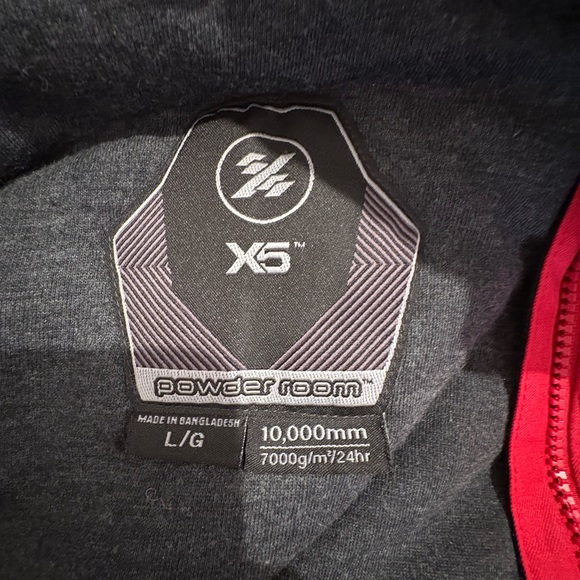 X5™
powder room™
MADE IN BANGLADESH
L/G
10,000mm
7000g/m²/24hr